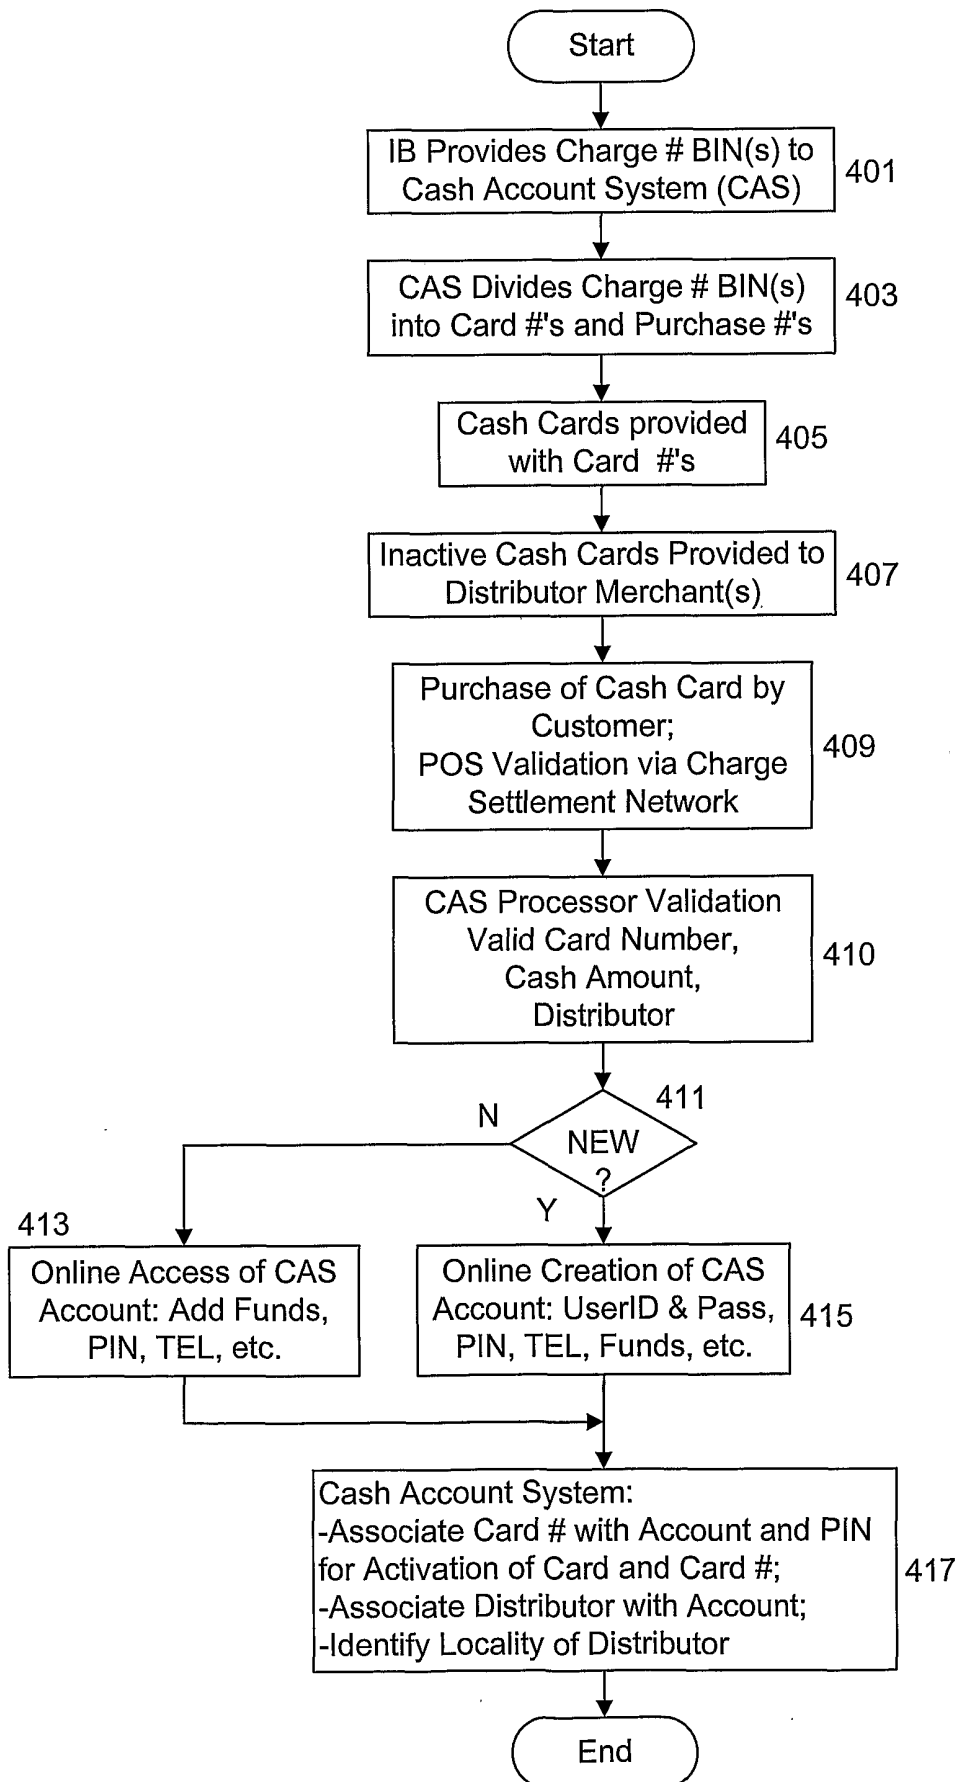 Start
IB Provides Charge # BIN(s) to
Cash Account System (CAS)
401
CAS Divides Charge # BIN(s)
into Card #'s and Purchase #'s
403
Cash Cards provided
with Card #'s
405
Inactive Cash Cards Provided to
Distributor Merchant(s)
407
Purchase of Cash Card by
Customer;
POS Validation via Charge
Settlement Network
409
CAS Processor Validation
Valid Card Number,
Cash Amount,
Distributor
410
411
N
NEW
?
Y
413
Online Access of CAS
Account: Add Funds,
PIN, TEL, etc.
Online Creation of CAS
Account: UserID & Pass,
PIN, TEL, Funds, etc.
415
Cash Account System:
-Associate Card # with Account and PIN
for Activation of Card and Card #;
-Associate Distributor with Account;
-Identify Locality of Distributor
417
End